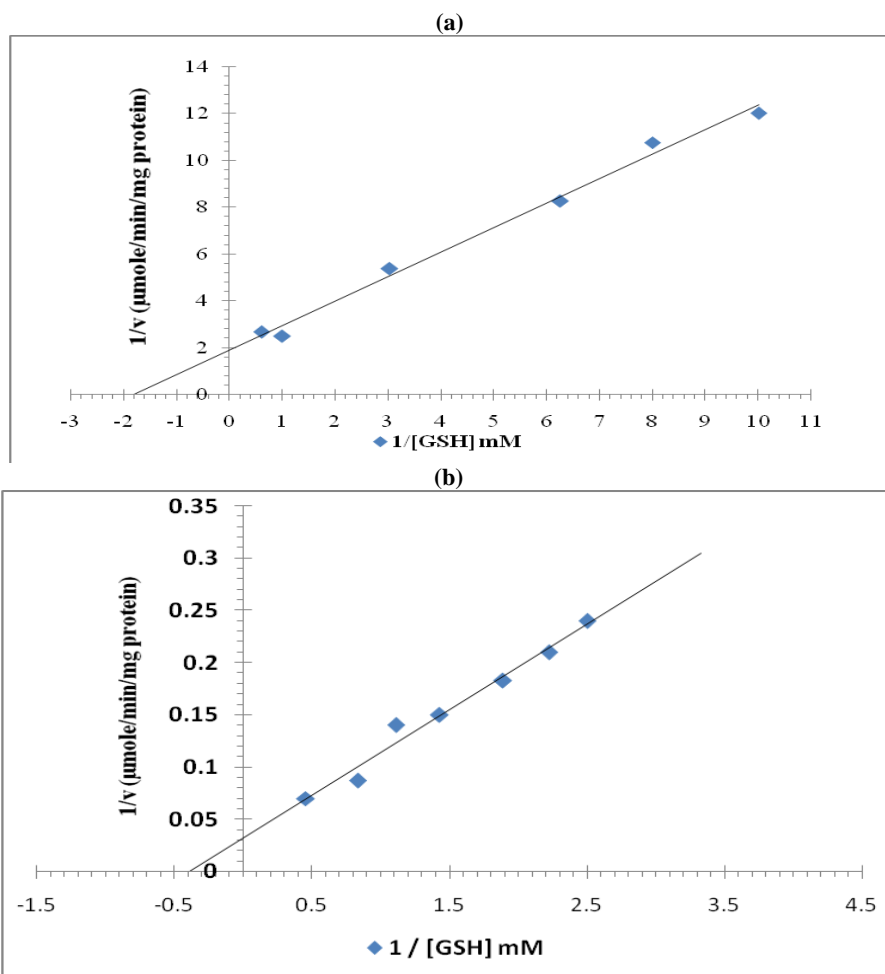 (a)
14
12
10
8
6
4
2
0
-3 -2 -1 0 1 2 3 4 5 6 7 8 9 10 11
1/v (µmole/min/mg protein)
1/[GSH] mM
(b)
0.35
0.3
0.25
0.2
0.15
0.1
0.05
0
-1.5 -0.5 0.5 1.5 2.5 3.5 4.5
1/v (µmole/min/mg protein)
1 / [GSH] mM